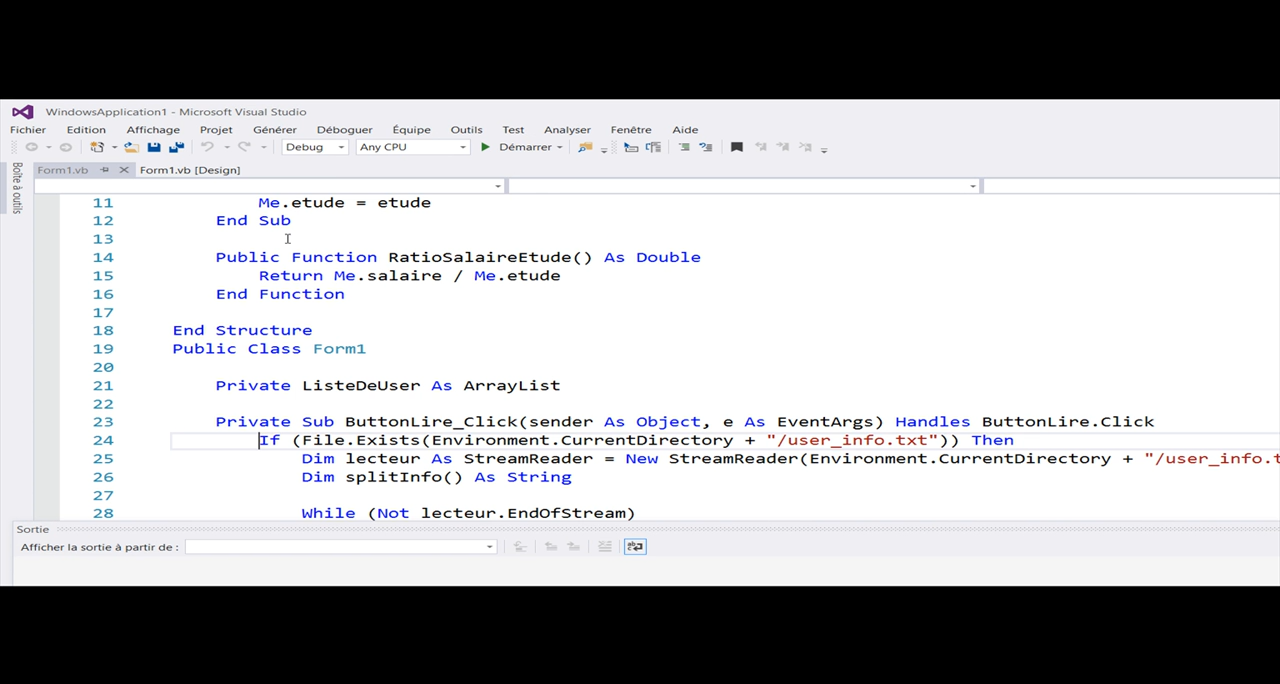 WindowsApplication1 - Microsoft Visual Studio
Fichier Edition Affichage Projet Générer Déboguer Équipe Outils Test Analyser Fenêtre Aide
Debug Any CPU Démarrer
Boîte à outils
Form1.vb Form1.vb [Design]
11 Me.etude = etude
12 End Sub
13
14 Public Function RatioSalaireEtude() As Double
15 Return Me.salaire / Me.etude
16 End Function
17
18 End Structure
19 Public Class Form1
20
21 Private ListeDeUser As ArrayList
22
23 Private Sub ButtonLire_Click(sender As Object, e As EventArgs) Handles ButtonLire.Click
24 If (File.Exists(Environment.CurrentDirectory + "/user_info.txt")) Then
25 Dim lecteur As StreamReader = New StreamReader(Environment.CurrentDirectory + "/user_info.t
26 Dim splitInfo() As String
27
28 While (Not lecteur.EndOfStream)
Sortie
Afficher la sortie à partir de :